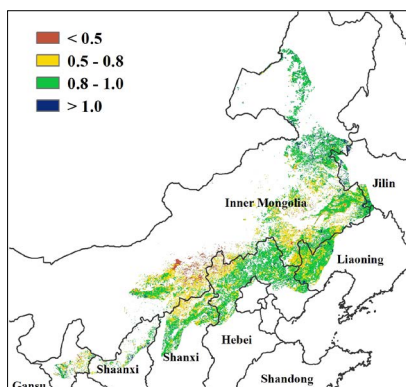 < 0.5
0.5 - 0.8
0.8 - 1.0
> 1.0
Jilin
Inner Mongolia
Liaoning
Hebei
Shaanxi
Shanxi
Gansu
Shandong